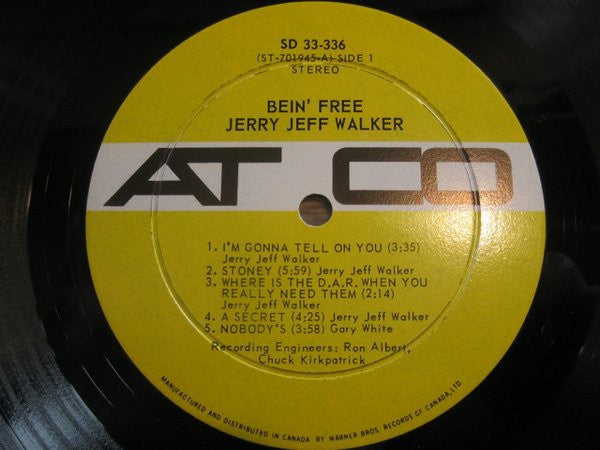 SD 33-336
(ST-701945-A) SIDE 1
STEREO
BEIN' FREE
JERRY JEFF WALKER
ATCO
1. I'M GONNA TELL ON YOU (3:35)
Jerry Jeff Walker
2. STONEY (5:59) Jerry Jeff Walker
3. WHERE IS THE D.A.R. WHEN YOU
REALLY NEED THEM (2:14)
Jerry Jeff Walker
4. A SECRET (4:25) Jerry Jeff Walker
5. NOBODY'S (3:58) Gary White
Recording Engineers: Ron Albert,
Chuck Kirkpatrick
MANUFACTURED AND DISTRIBUTED IN CANADA BY WARNER BROS. RECORDS OF CANADA, LTD